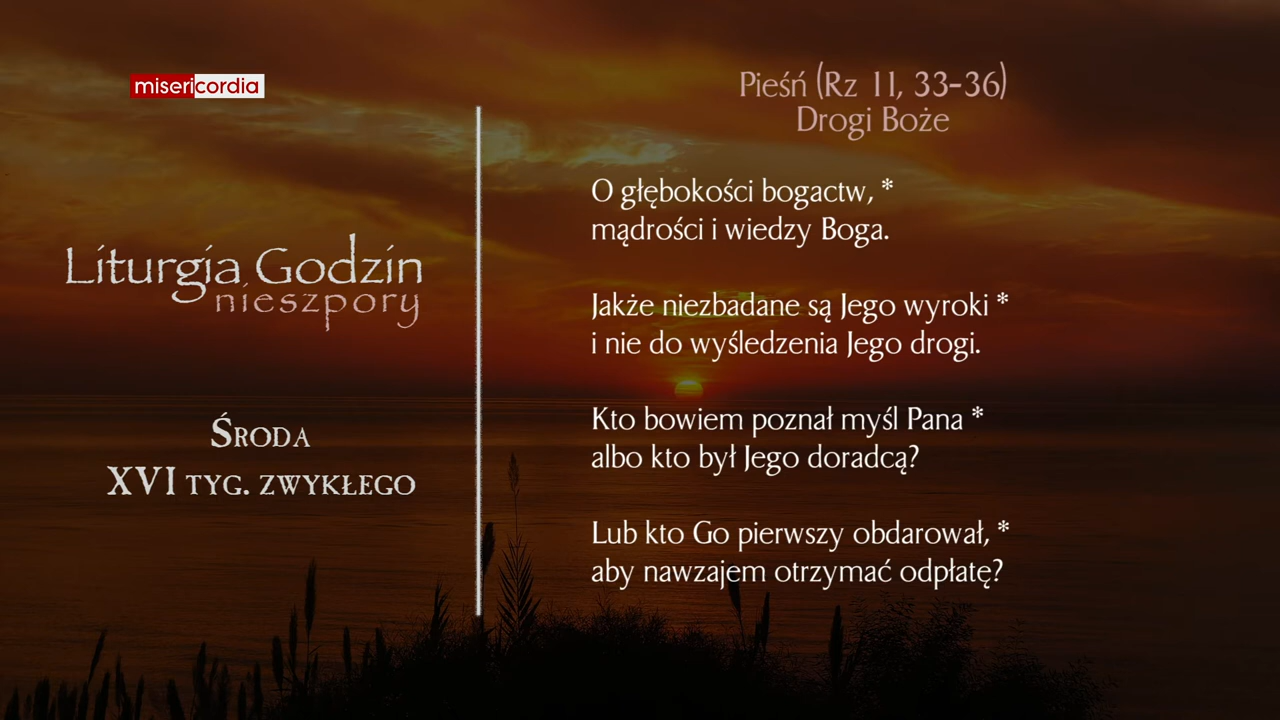 misericordia
Liturgia Godzin
nieszpory
Środa
XVI tyg. zwykłego
Pieśń (Rz 11, 33-36)
Drogi Boże
O głębokości bogactw, *
mądrości i wiedzy Boga.
Jakże niezbadane są Jego wyroki *
i nie do wyśledzenia Jego drogi.
Kto bowiem poznał myśl Pana *
albo kto był Jego doradcą?
Lub kto Go pierwszy obdarował, *
aby nawzajem otrzymać odpłatę?